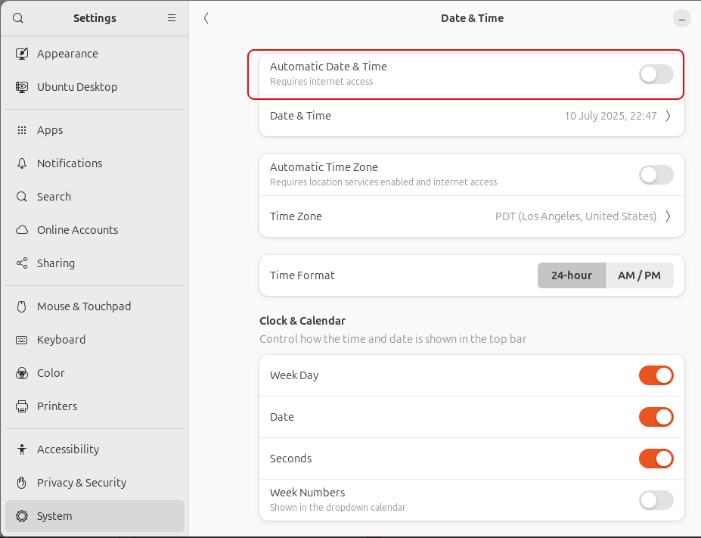 Settings
Date & Time
Appearance
Ubuntu Desktop
Apps
Notifications
Search
Online Accounts
Sharing
Mouse & Touchpad
Keyboard
Color
Printers
Accessibility
Privacy & Security
System
Automatic Date & Time
Requires internet access
Date & Time 10 July 2025, 22:47
Automatic Time Zone
Requires location services enabled and internet access
Time Zone PDT (Los Angeles, United States)
Time Format 24-hour AM / PM
Clock & Calendar
Control how the time and date is shown in the top bar
Week Day
Date
Seconds
Week Numbers
Shown in the dropdown calendar